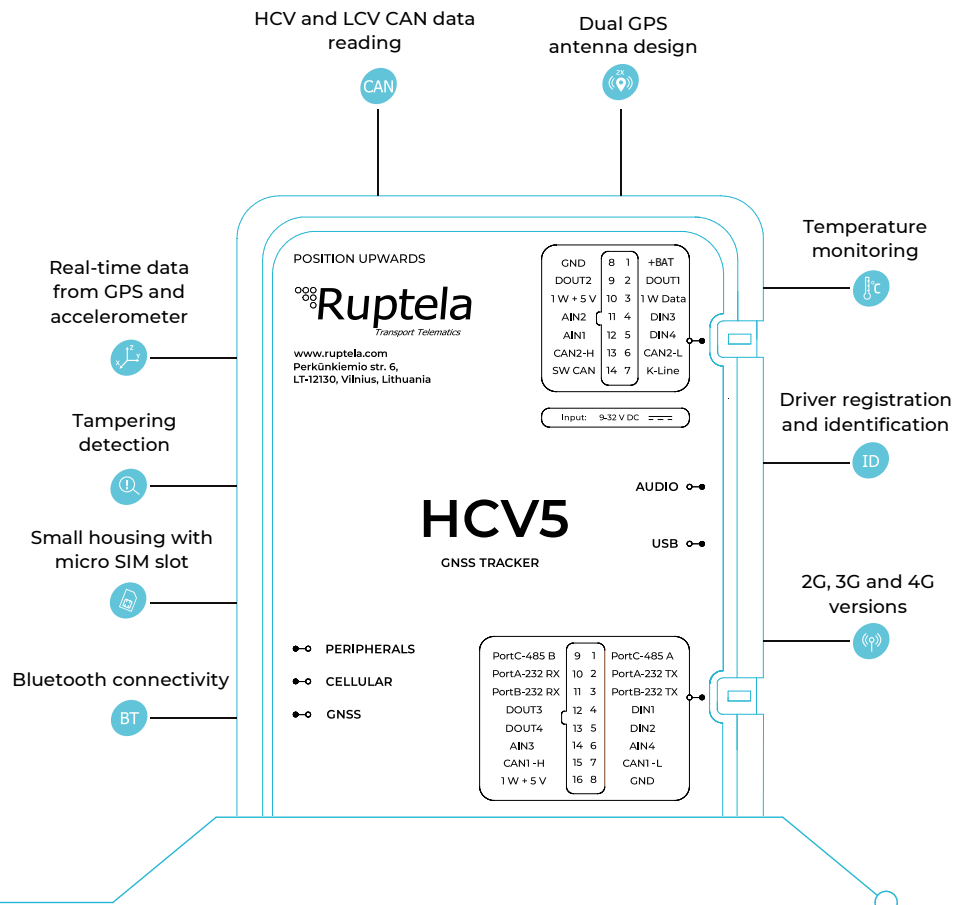 HCV and LCV CAN data
reading
CAN
Dual GPS
antenna design
2X
Real-time data
from GPS and
accelerometer
X
Z
Y
Tampering
detection
!
Small housing with
micro SIM slot
Bluetooth connectivity
BT
POSITION UPWARDS
Ruptela
Transport Telematics
www.ruptela.com
Perkūnkiemio str. 6,
LT-12130, Vilnius, Lithuania
GND 8 1 +BAT
DOUT2 9 2 DOUT1
1 W + 5 V 10 3 1 W Data
AIN2 11 4 DIN3
AIN1 12 5 DIN4
CAN2-H 13 6 CAN2-L
SW CAN 14 7 K-Line
Input: 9-32 V DC
AUDIO
HCV5
USB
GNSS TRACKER
PERIPHERALS
CELLULAR
GNSS
PortC-485 B 9 1 PortC-485 A
PortA-232 RX 10 2 PortA-232 TX
PortB-232 RX 11 3 PortB-232 TX
DOUT3 12 4 DIN1
DOUT4 13 5 DIN2
AIN3 14 6 AIN4
CAN1-H 15 7 CAN1-L
1 W + 5 V 16 8 GND
Temperature
monitoring
°C
Driver registration
and identification
ID
2G, 3G and 4G
versions